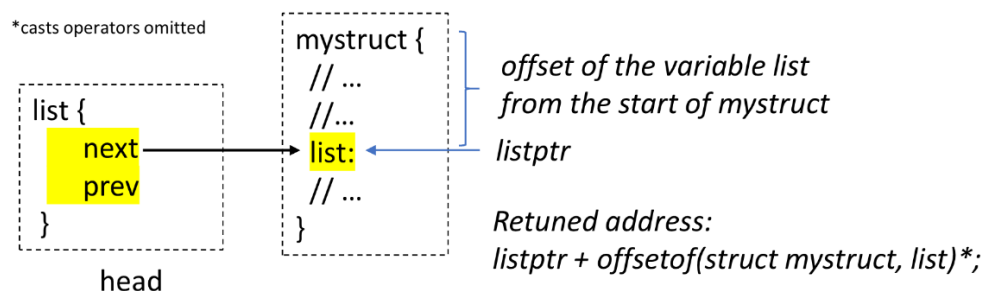 *casts operators omitted
list {
next
prev
}
head
mystruct {
// ...
//...
list:
// ...
}
offset of the variable list
from the start of mystruct
listptr
Retuned address:
listptr + offsetof(struct mystruct, list)*;